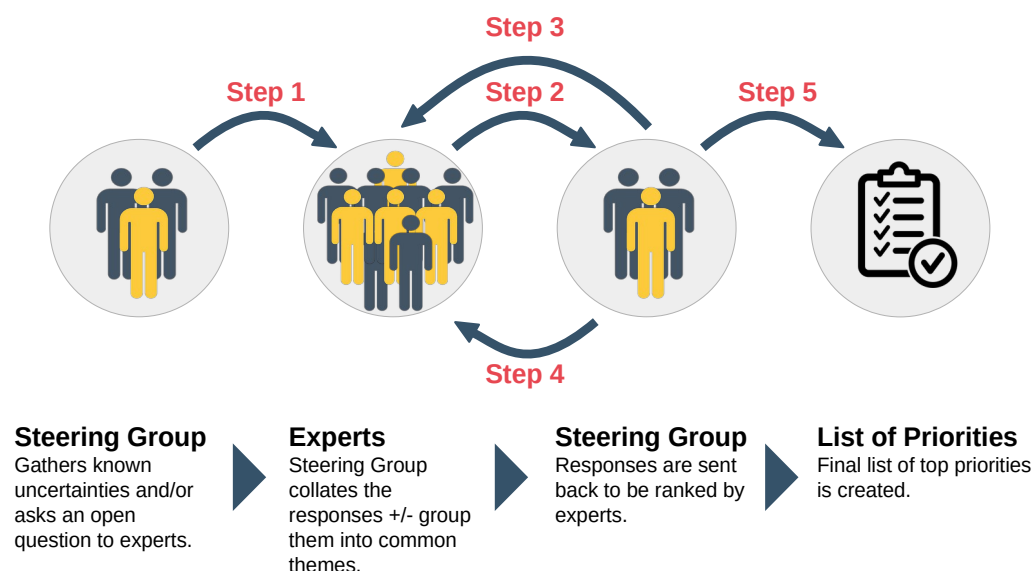 Step 3
Step 1
Step 2
Step 5
Step 4
Steering Group
Gathers known
uncertainties and/or
asks an open
question to experts.
Experts
Steering Group
collates the
responses +/- group
them into common
themes.
Steering Group
Responses are sent
back to be ranked by
experts.
List of Priorities
Final list of top priorities
is created.